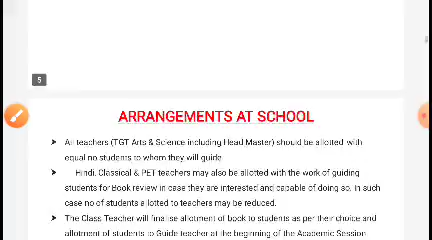 5
ARRANGEMENTS AT SCHOOL
All teachers (TGT Arts & Science including Head Master) should be allotted with
equal no students to whom they will guide
Hindi, Classical & PET teachers may also be allotted with the work of guiding
students for Book review in case they are interested and capable of doing so, In such
case no of students allotted to teachers may be reduced.
The Class Teacher will finalise allotment of book to students as per their choice and
allotment of students to Guide teacher at the beginning of the Academic Session